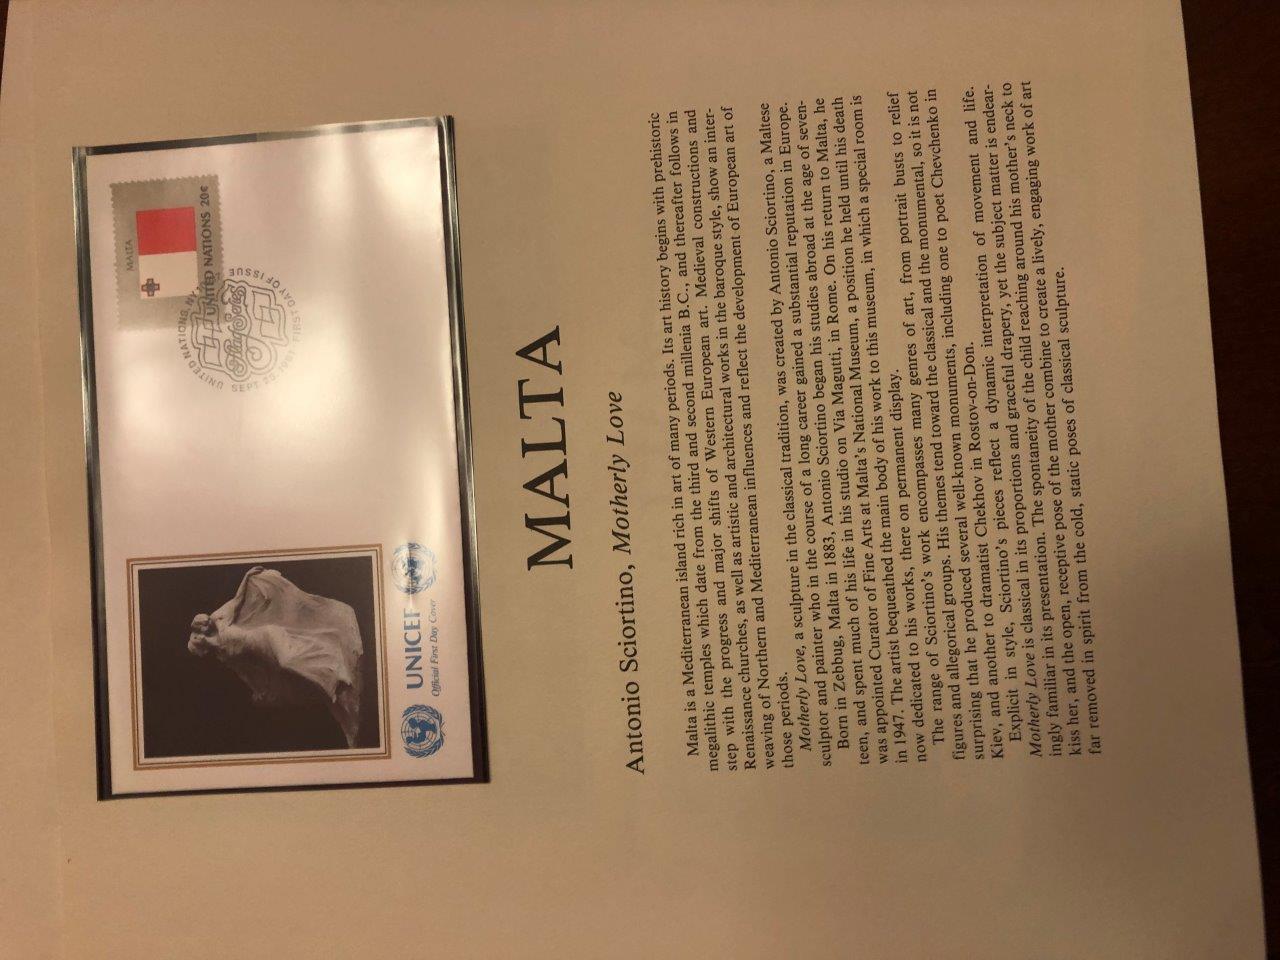 MALTA
UNITED NATIONS 20¢
UNITED NATIONS, NY
FIRST DAY OF ISSUE
SEPT. 25, 1981
UNICEF
Official First Day Cover
MALTA
Antonio Sciortino, Motherly Love
Malta is a Mediterranean island rich in art of many periods. Its art history begins with prehistoric
megalithic temples which date from the third and second millenia B.C., and thereafter follows in
step with the progress and major shifts of Western European art. Medieval constructions and
Renaissance churches, as well as artistic and architectural works in the baroque style, show an inter-
weaving of Northern and Mediterranean influences and reflect the development of European art of
those periods.
Motherly Love, a sculpture in the classical tradition, was created by Antonio Sciortino, a Maltese
sculptor and painter who in the course of a long career gained a substantial reputation in Europe.
Born in Zebbug, Malta in 1883, Antonio Sciortino began his studies abroad at the age of seven-
teen, and spent much of his life in his studio on Via Magutti, in Rome. On his return to Malta, he
was appointed Curator of Fine Arts at Malta's National Museum, a position he held until his death
in 1947. The artist bequeathed the main body of his work to this museum, in which a special room is
now dedicated to his works, there on permanent display.
The range of Sciortino's work encompasses many genres of art, from portrait busts to relief
figures and allegorical groups. His themes tend toward the classical and the monumental, so it is not
surprising that he produced several well-known monuments, including one to poet Chevchenko in
Kiev, and another to dramatist Chekhov in Rostov-on-Don.
Explicit in style, Sciortino's pieces reflect a dynamic interpretation of movement and life.
Motherly Love is classical in its proportions and graceful drapery, yet the subject matter is endear-
ingly familiar in its presentation. The spontaneity of the child reaching around his mother's neck to
kiss her, and the open, receptive pose of the mother combine to create a lively, engaging work of art
far removed in spirit from the cold, static poses of classical sculpture.